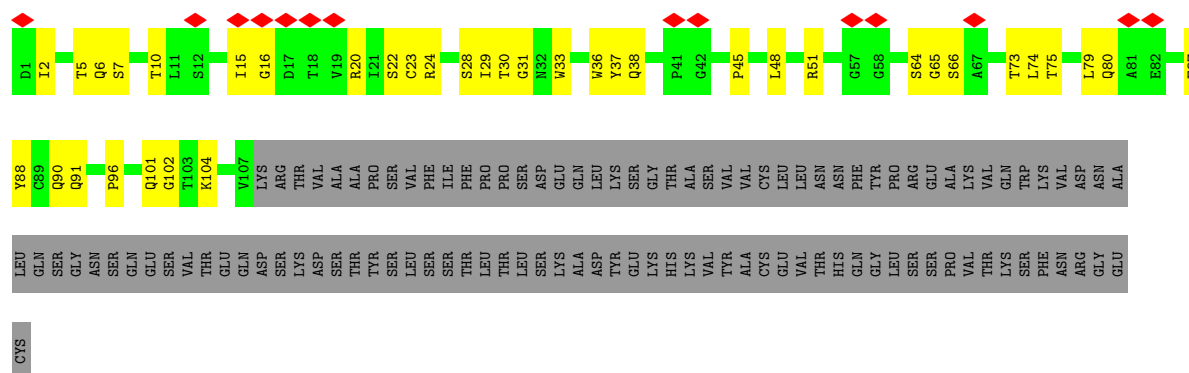 D1 I2 T5 Q6 S7 T10 L11 S12 I15 G16 D17 T18 V19 R20 I21 S22 C23 R24 S28 I29 T30 G31 N32 W33 W36 Y37 Q38 P41 G42 P45 L48 R51 G57 G58 S64 G65 S66 A67 T73 L74 T75 L79 Q80 A81 E82
Y88 C89 Q90 Q91 P96 Q101 G102 T103 K104 V107 LYS ARG THR VAL ALA ALA PRO SER VAL PHE ILE PHE PRO PRO SER ASP GLU GLN LEU LYS SER GLY THR ALA SER VAL VAL CYS LEU LEU ASN ASN PHE TYR PRO ARG GLU ALA LYS VAL GLN TRP LYS VAL ASP ASN ALA
LEU GLN SER GLY ASN SER GLN GLU SER VAL THR GLU GLN ASP SER LYS ASP SER THR TYR SER LEU SER SER THR LEU THR LEU SER LYS ALA ASP TYR GLU LYS HIS LYS VAL TYR ALA CYS GLU VAL THR HIS GLN GLY LEU SER SER PRO VAL THR LYS SER PHE ASN ARG GLY GLU
CYS